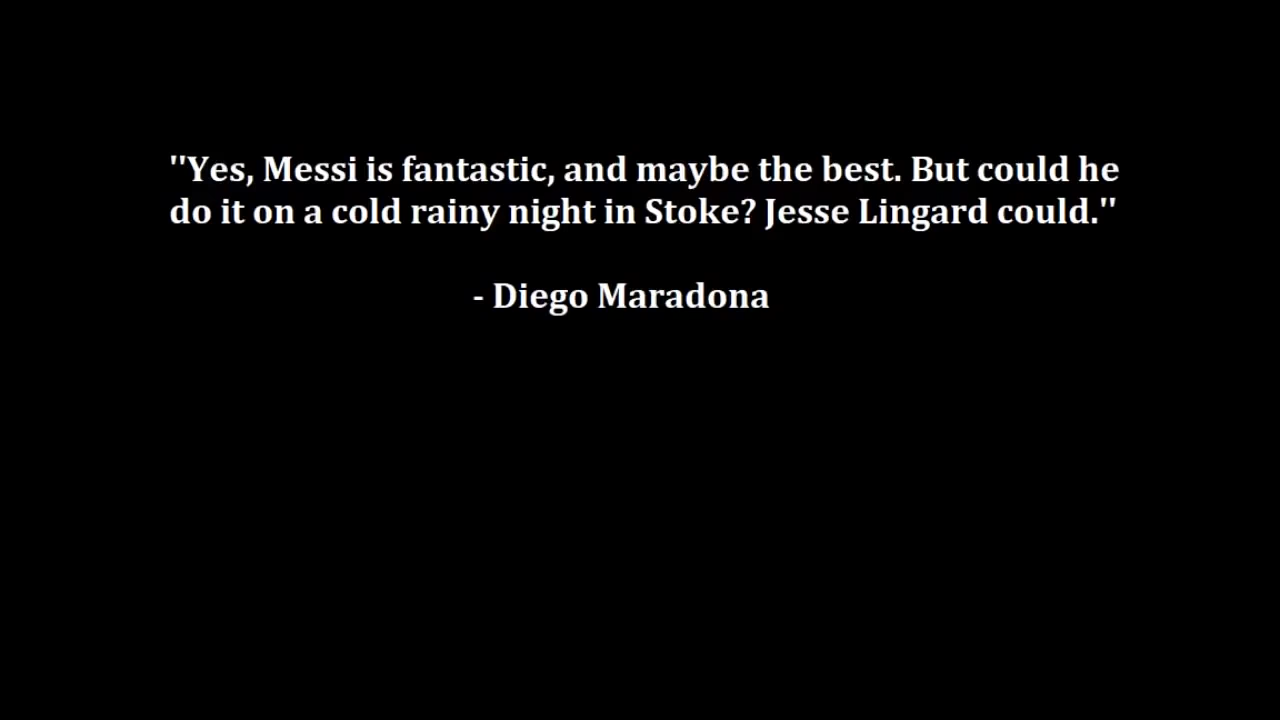 "Yes, Messi is fantastic, and maybe the best. But could he
do it on a cold rainy night in Stoke? Jesse Lingard could."
- Diego Maradona